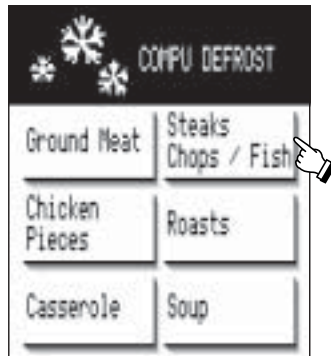 COMPU DEFROST
Ground Meat
Steaks
Chops / Fish
Chicken
Pieces
Roasts
Casserole
Soup